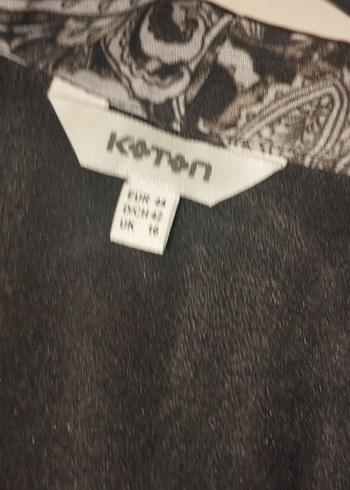 KOTON
EUR 44
D/CH 42
UK 16